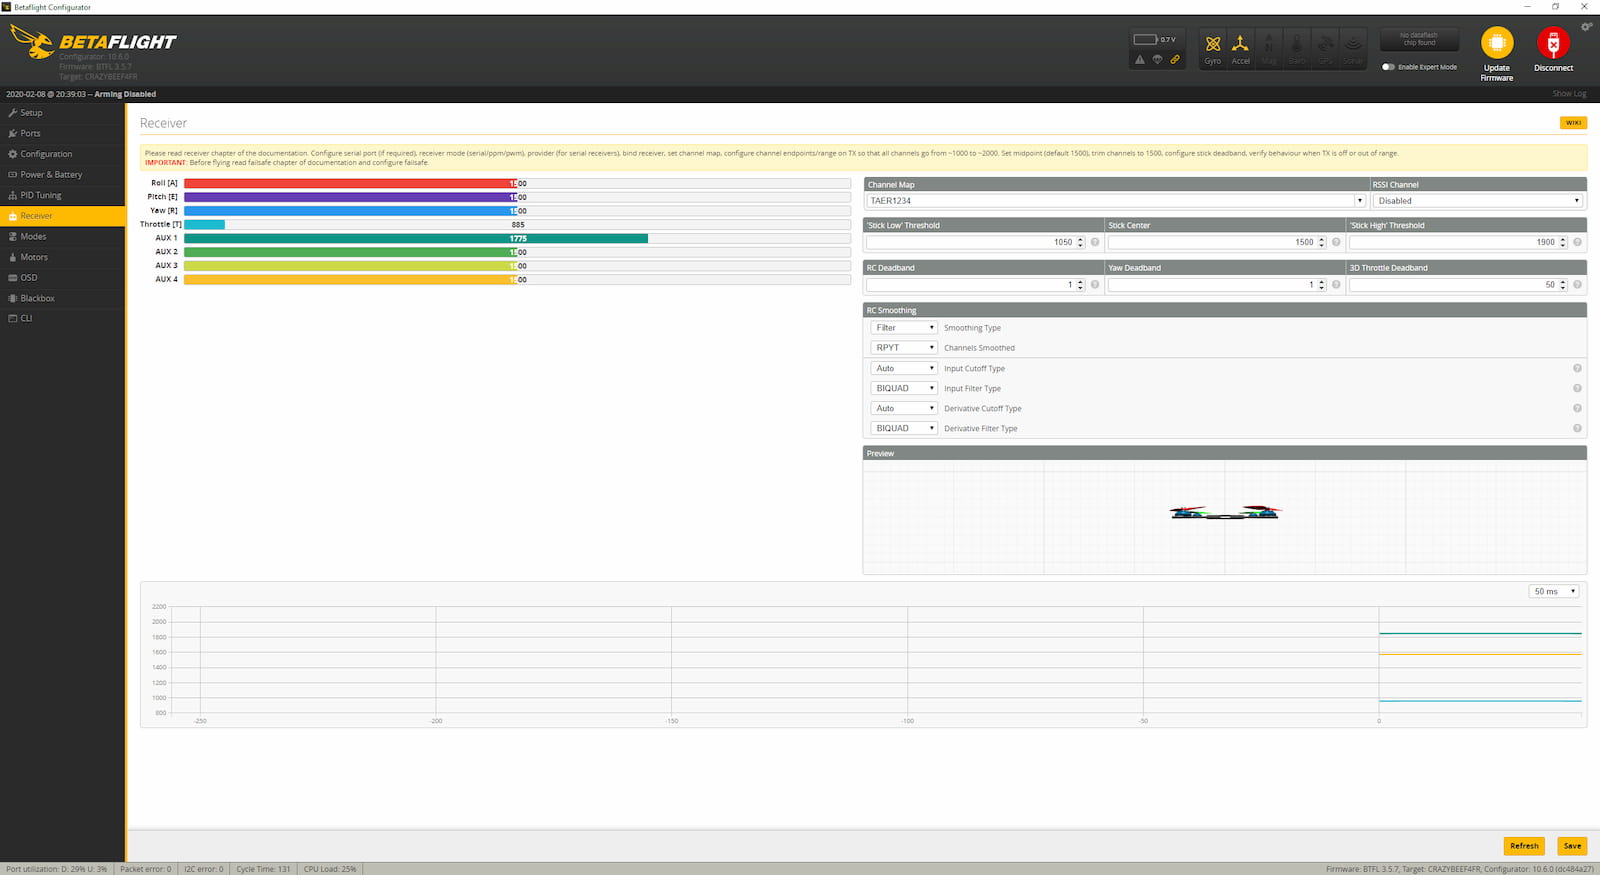 Betaflight Configurator
BETAFLIGHT
Configurator: 10.6.0
Firmware: BTFL 3.5.7
Target: CRAZYBEEF4FR
0.7 V
Gyro
Accel
Mag
Baro
GPS
Sonar
No dataflash
chip found
Enable Expert Mode
Update
Firmware
Disconnect
2020-02-08 @ 20:39:03 -- Arming Disabled
Show Log
Setup
Ports
Configuration
Power & Battery
PID Tuning
Receiver
Modes
Motors
OSD
Blackbox
CLI
Receiver
WIKI
Please read receiver chapter of the documentation. Configure serial port (if required), receiver mode (serial/ppm/pwm), provider (for serial receivers), bind receiver, set channel map, configure channel endpoints/range on TX so that all channels go from ~1000 to ~2000. Set midpoint (default 1500), trim channels to 1500, configure stick deadband, verify behaviour when TX is off or out of range.
IMPORTANT: Before flying read failsafe chapter of documentation and configure failsafe.
Roll [A] 1500
Pitch [E] 1500
Yaw [R] 1500
Throttle [T] 885
AUX 1 1775
AUX 2 1500
AUX 3 1500
AUX 4 1500
Channel Map RSSI Channel
TAER1234 Disabled
'Stick Low' Threshold Stick Center 'Stick High' Threshold
1050 1500 1900
RC Deadband Yaw Deadband 3D Throttle Deadband
1 1 50
RC Smoothing
Filter Smoothing Type
RPYT Channels Smoothed
Auto Input Cutoff Type
BIQUAD Input Filter Type
Auto Derivative Cutoff Type
BIQUAD Derivative Filter Type
Preview
50 ms
2200
2000
1800
1600
1400
1200
1000
800
-250 -200 -150 -100 -50 0
Refresh Save
Port utilization: D: 29% U: 3% Packet error: 0 I2C error: 0 Cycle Time: 131 CPU Load: 25% Firmware: BTFL 3.5.7, Target: CRAZYBEEF4FR, Configurator: 10.6.0 (dc484a27)